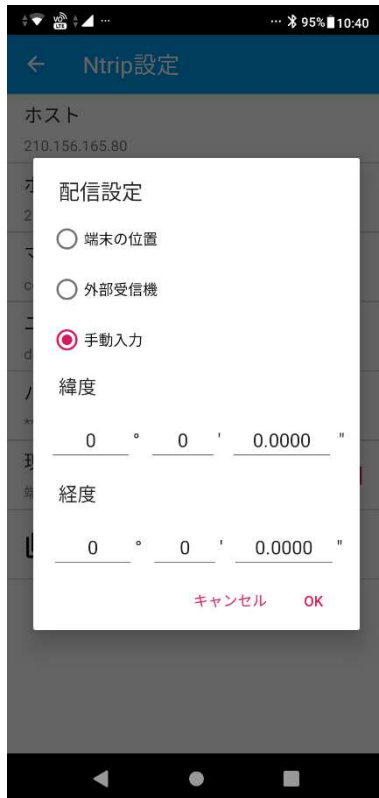 VoLTE ... ... 95% 10:40
← Ntrip設定
ホスト
210.156.165.80
配信設定
端末の位置
外部受信機
手動入力
緯度
0 ° 0 ' 0.0000 "
経度
0 ° 0 ' 0.0000 "
キャンセル OK